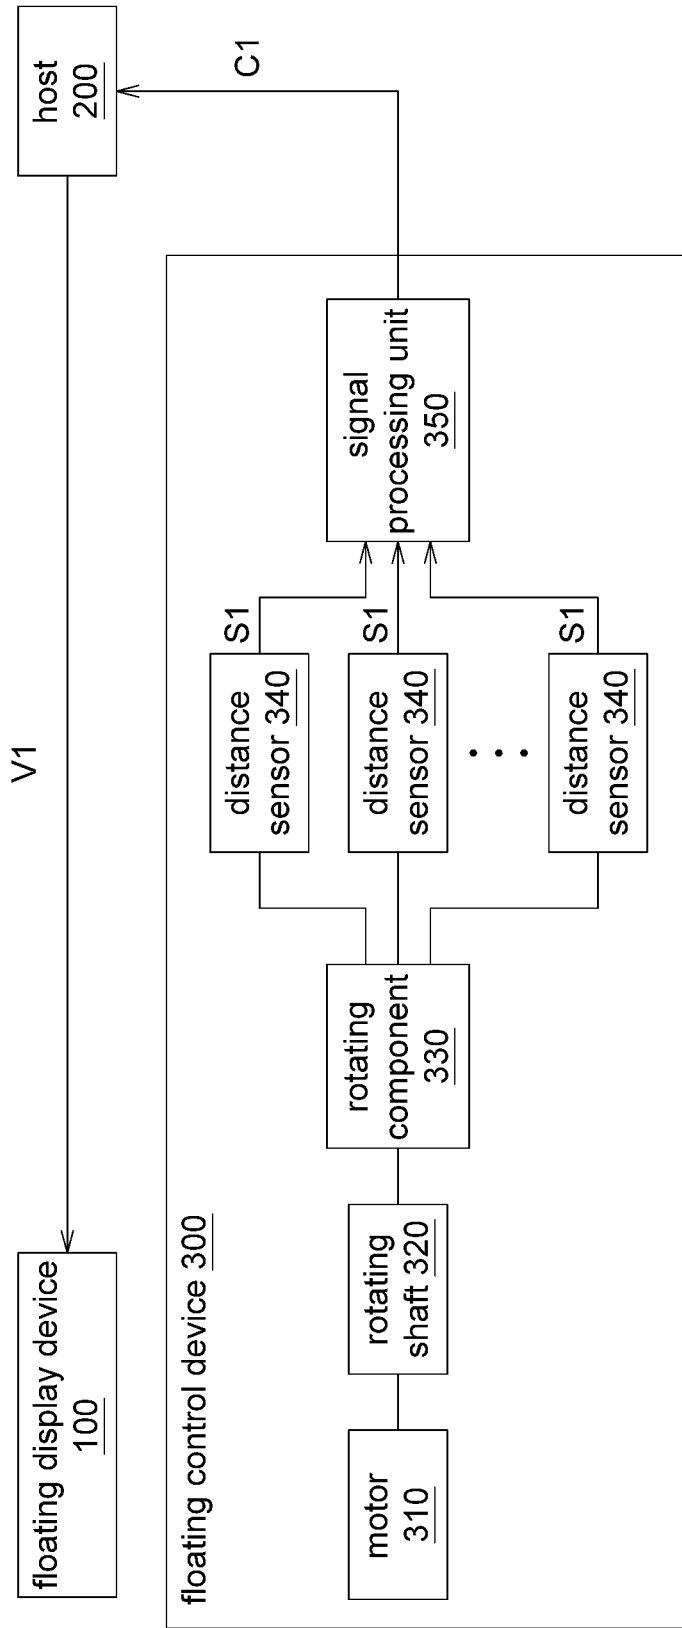 floating display device
100
V1
host
200
C1
floating control device 300
motor
310
rotating
shaft 320
rotating
component
330
distance
sensor 340
S1
distance
sensor 340
S1
distance
sensor 340
S1
signal
processing unit
350